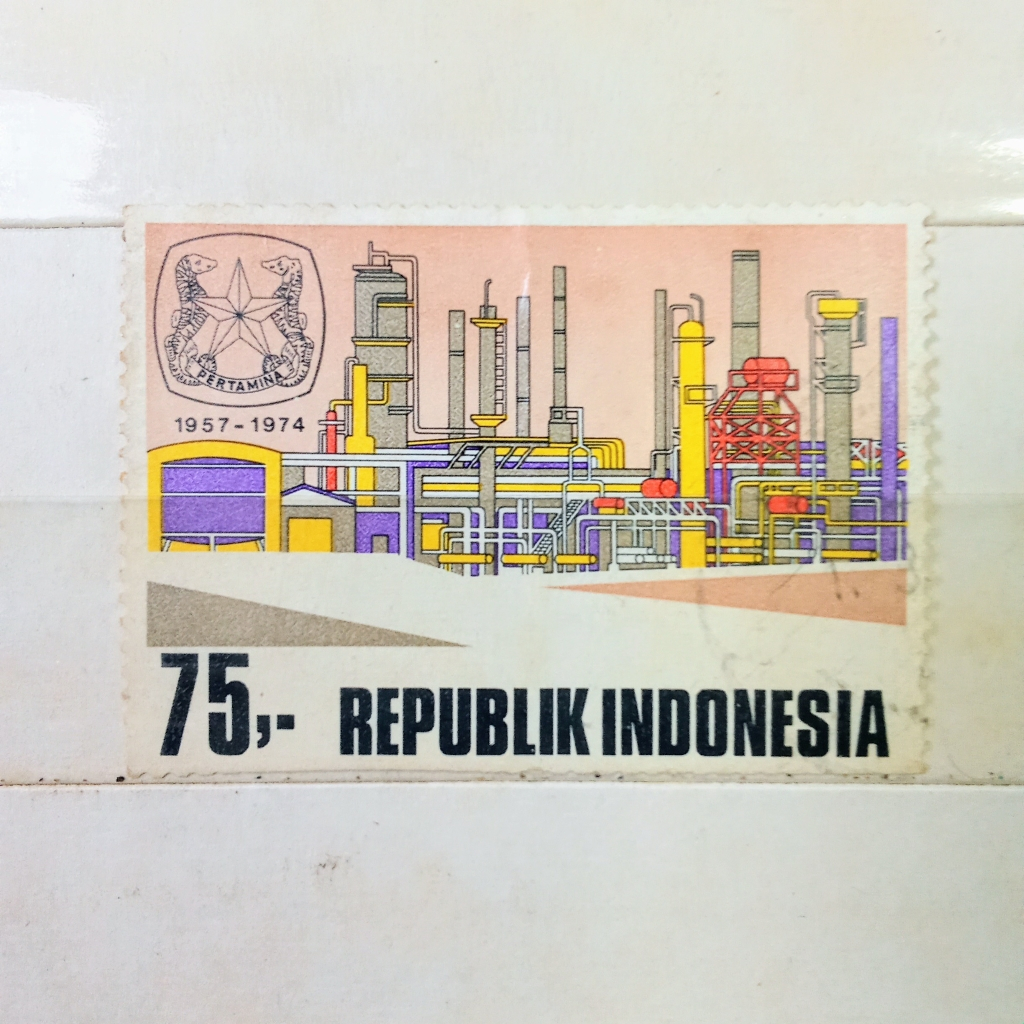 PERTAMINA
1957-1974
75,-
REPUBLIK INDONESIA